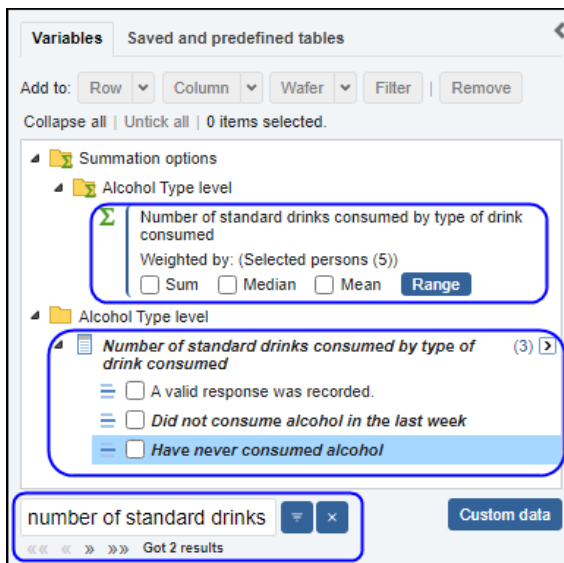 Variables Saved and predefined tables
Add to: Row Column Wafer Filter | Remove
Collapse all | Untick all | 0 items selected.
Summation options
Alcohol Type level
Σ Number of standard drinks consumed by type of drink
consumed
Weighted by: (Selected persons (5))
Sum Median Mean Range
Alcohol Type level
Number of standard drinks consumed by type of (3)
drink consumed
A valid response was recorded.
Did not consume alcohol in the last week
Have never consumed alcohol
number of standard drinks Custom data
«« « » »» Got 2 results